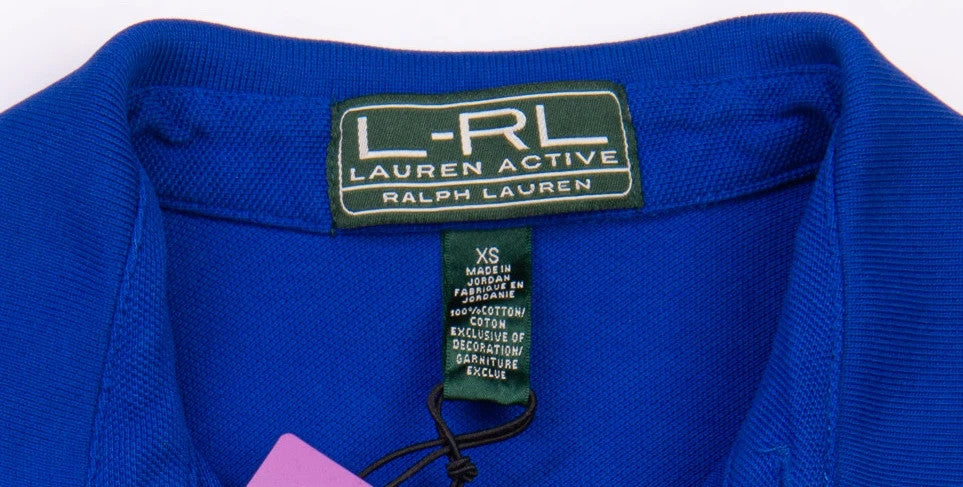 L-RL
LAUREN ACTIVE
RALPH LAUREN
XS
MADE IN
JORDAN
FABRIQUE EN
JORDANIE
100% COTTON/
COTON
EXCLUSIVE OF
DECORATION/
GARNITURE
EXCLUE